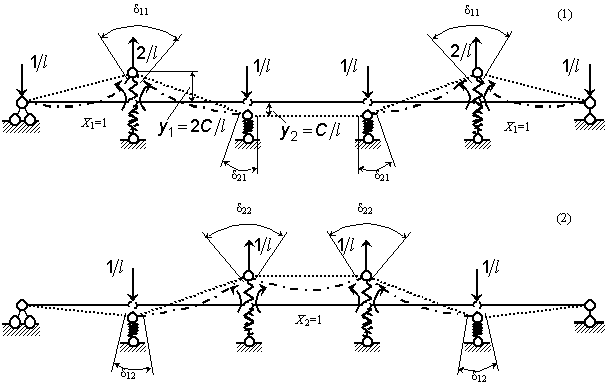 δ11 δ11 (1)
1/l 2/l 1/l 1/l 2/l 1/l
X1=1 y1 = 2C/l y2 = C/l X1=1
δ21 δ21
δ22 δ22 (2)
1/l 1/l 1/l 1/l
X2=1
δ12 δ12